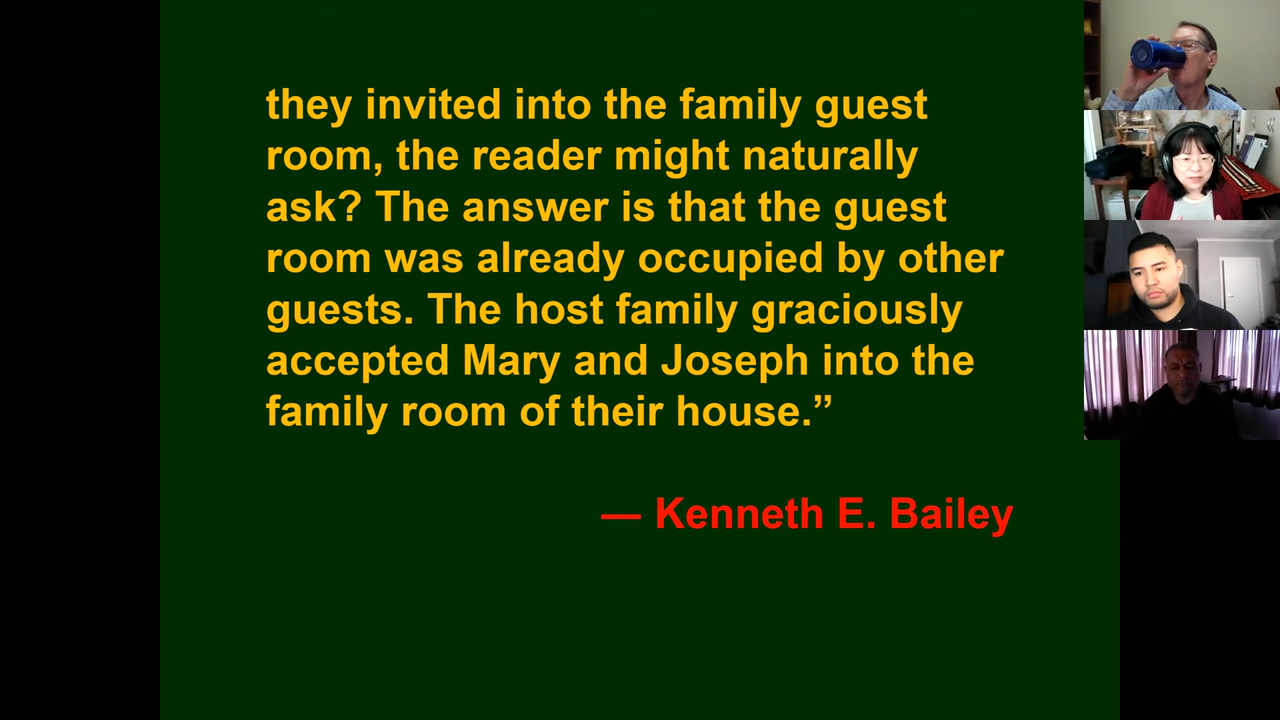 they invited into the family guest
room, the reader might naturally
ask? The answer is that the guest
room was already occupied by other
guests. The host family graciously
accepted Mary and Joseph into the
family room of their house.”
— Kenneth E. Bailey